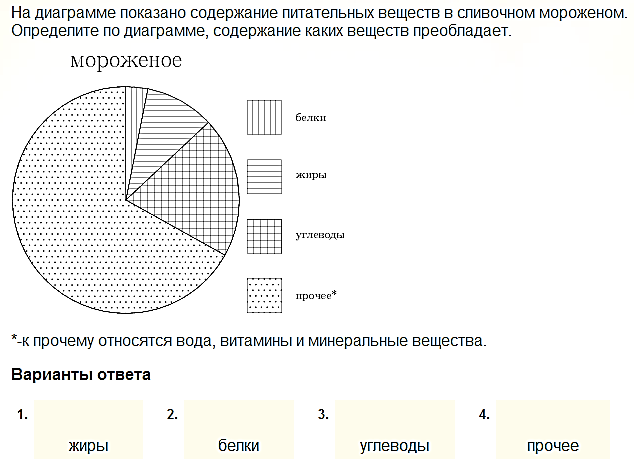 На диаграмме показано содержание питательных веществ в сливочном мороженом.
Определите по диаграмме, содержание каких веществ преобладает.
мороженое
белки
жиры
углеводы
прочее*
*-к прочему относятся вода, витамины и минеральные вещества.
Варианты ответа
1. 2. 3. 4.
жиры белки углеводы прочее